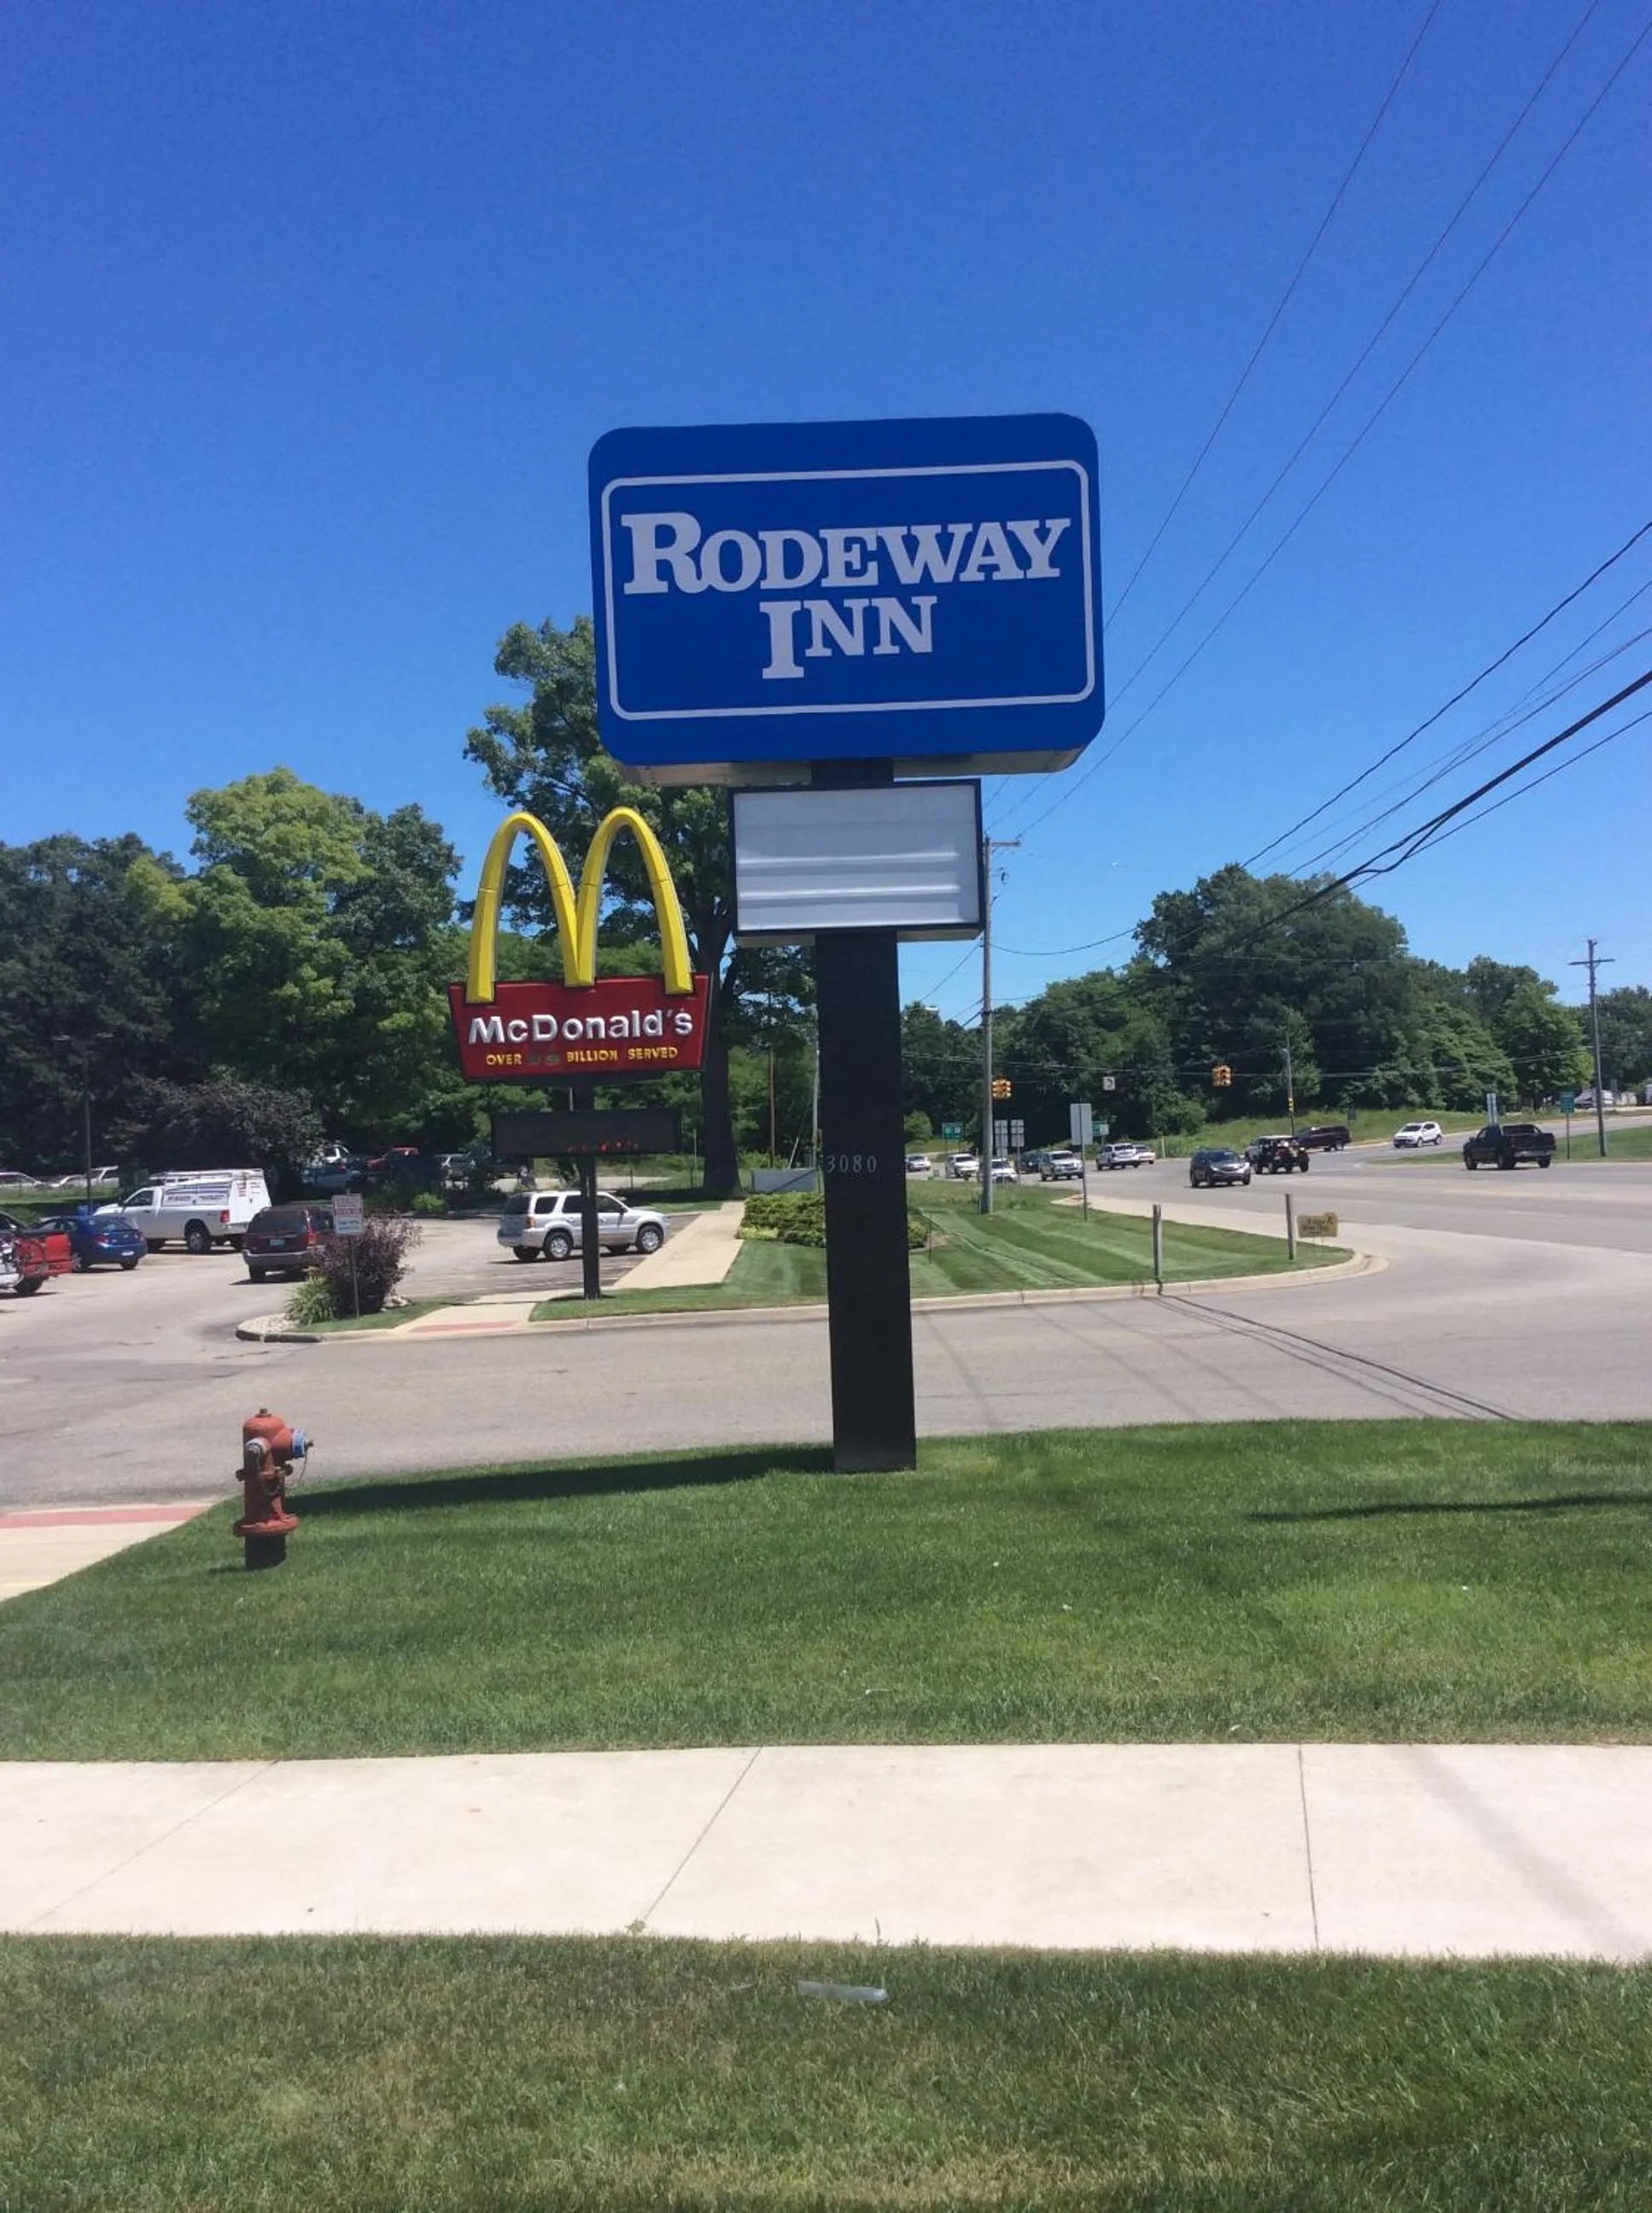 RODEWAY
INN
McDonald's
OVER BILLION SERVED
3080